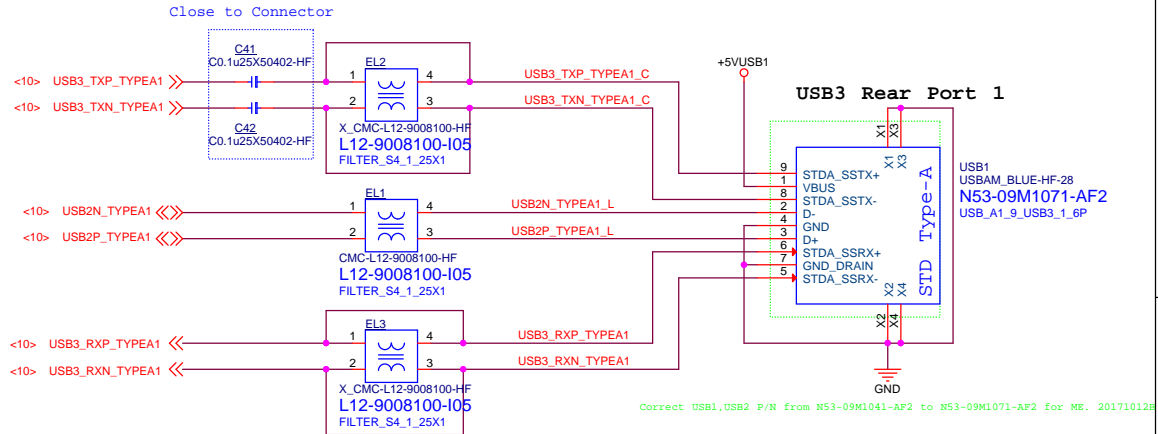 Close to Connector
C41
C0.1u25X50402-HF
<10> USB3_TXP_TYPEA1
<10> USB3_TXN_TYPEA1
C42
C0.1u25X50402-HF
EL2
1 4
2 3
X_CMC-L12-9008100-HF
L12-9008100-I05
FILTER_S4_1_25X1
USB3_TXP_TYPEA1_C
USB3_TXN_TYPEA1_C
<10> USB2N_TYPEA1
<10> USB2P_TYPEA1
EL1
1 4
2 3
CMC-L12-9008100-HF
L12-9008100-I05
FILTER_S4_1_25X1
USB2N_TYPEA1_L
USB2P_TYPEA1_L
<10> USB3_RXP_TYPEA1
<10> USB3_RXN_TYPEA1
EL3
1 4
2 3
X_CMC-L12-9008100-HF
L12-9008100-I05
FILTER_S4_1_25X1
USB3_RXP_TYPEA1
USB3_RXN_TYPEA1
+5VUSB1
USB3 Rear Port 1
X1 X3
X1 X3
9 STDA_SSTX+
1 VBUS
8 STDA_SSTX-
2 D-
4 GND
3 D+
6 STDA_SSRX+
7 GND_DRAIN
5 STDA_SSRX-
STD Type-A
X2 X4
X2 X4
USB1
USBAM_BLUE-HF-28
N53-09M1071-AF2
USB_A1_9_USB3_1_6P
GND
Correct USB1,USB2 P/N from N53-09M1041-AF2 to N53-09M1071-AF2 for ME. 20171012